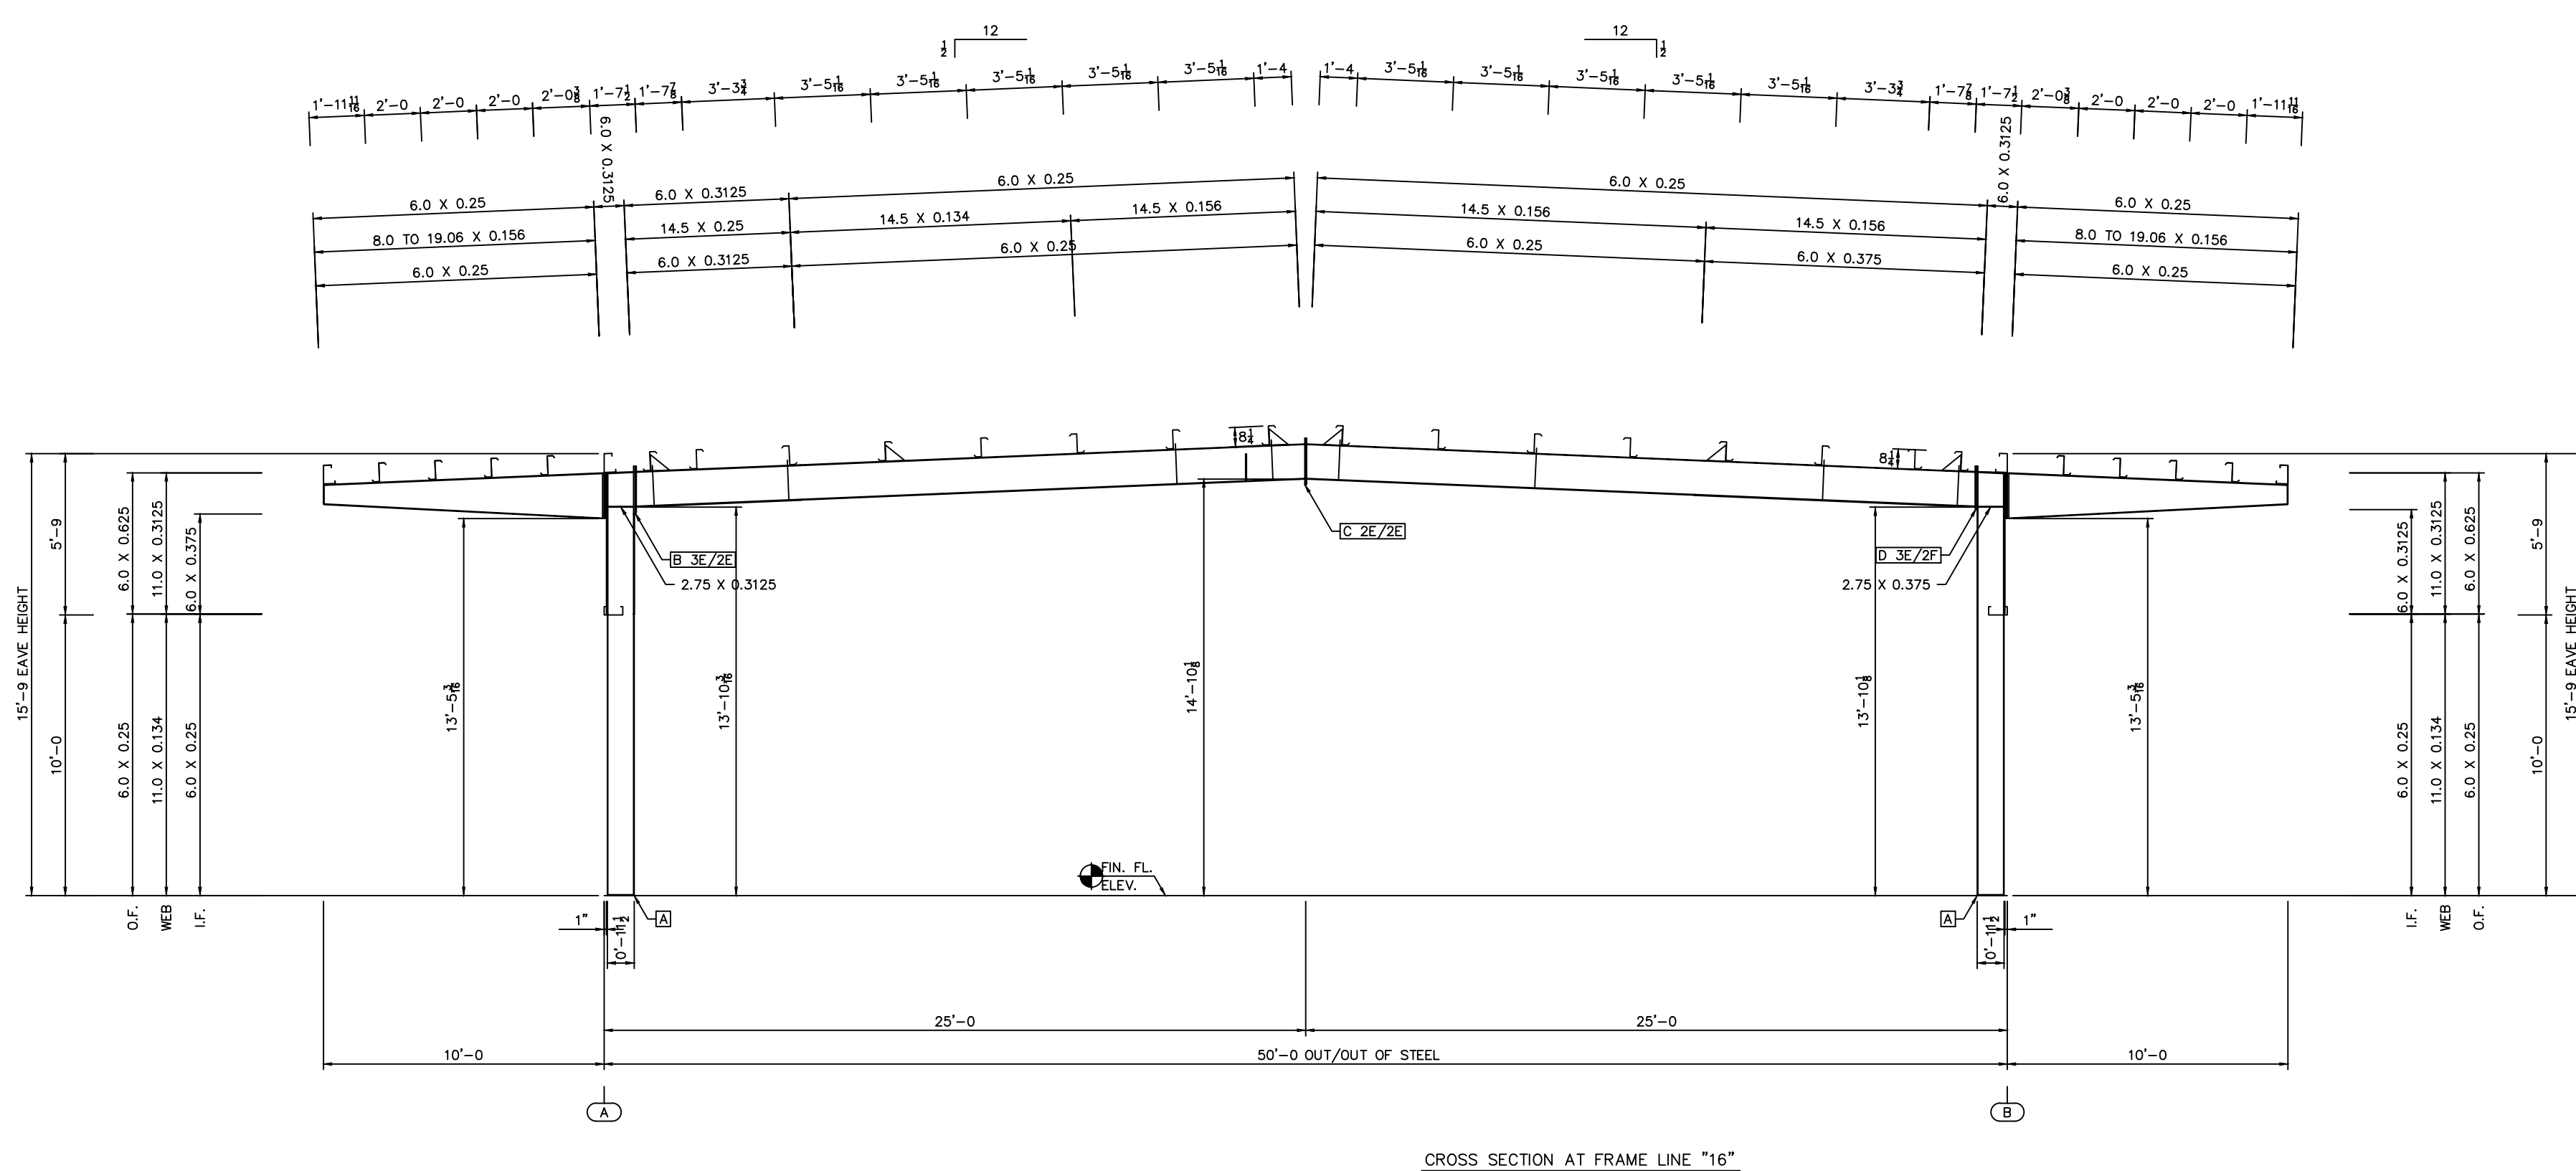 12
1/2
12
1/2
1'-11 11/16
2'-0
2'-0
2'-0
2'-0 3/8
1'-7 1/2
1'-7 7/8
3'-3 3/4
3'-5 1/16
3'-5 1/16
3'-5 1/16
3'-5 1/16
3'-5 1/16
1'-4
1'-4
3'-5 1/16
3'-5 1/16
3'-5 1/16
3'-5 1/16
3'-5 1/16
3'-3 3/4
1'-7 7/8
1'-7 1/2
2'-0 3/8
2'-0
2'-0
2'-0
1'-11 11/16
6.0 X 0.25
6.0 X 0.3125
6.0 X 0.3125
6.0 X 0.25
6.0 X 0.25
6.0 X 0.3125
6.0 X 0.25
8.0 TO 19.06 X 0.156
14.5 X 0.25
14.5 X 0.134
14.5 X 0.156
14.5 X 0.156
14.5 X 0.156
8.0 TO 19.06 X 0.156
6.0 X 0.25
6.0 X 0.3125
6.0 X 0.25
6.0 X 0.25
6.0 X 0.375
6.0 X 0.25
8 1/4
8 1/4
15'-9 EAVE HEIGHT
5'-9
10'-0
6.0 X 0.625
11.0 X 0.3125
6.0 X 0.375
6.0 X 0.25
11.0 X 0.134
6.0 X 0.25
O.F.
WEB
I.F.
13'-5 3/16
B 3E/2E
2.75 X 0.3125
13'-10 3/16
14'-10 1/8
C 2E/2E
D 3E/2F
2.75 X 0.375
13'-10 1/8
13'-5 3/16
6.0 X 0.3125
11.0 X 0.3125
6.0 X 0.625
6.0 X 0.25
11.0 X 0.134
6.0 X 0.25
I.F.
WEB
O.F.
5'-9
10'-0
15'-9 EAVE HEIGHT
FIN. FL.
ELEV.
1"
0'-11 1/2
A
A
0'-11 1/2
1"
25'-0
25'-0
10'-0
50'-0 OUT/OUT OF STEEL
10'-0
A
B
CROSS SECTION AT FRAME LINE "16"